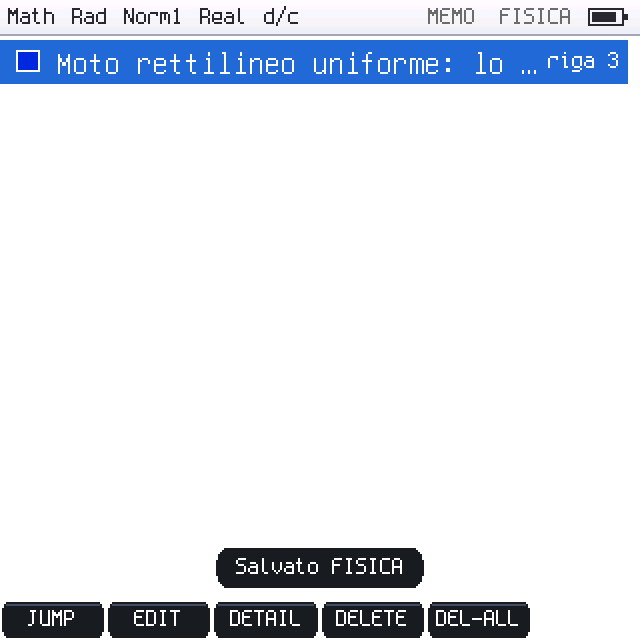 Math Rad Norm1 Real d/c MEMO FISICA
Moto rettilineo uniforme: lo … riga 3
Salvato FISICA
JUMP EDIT DETAIL DELETE DEL-ALL